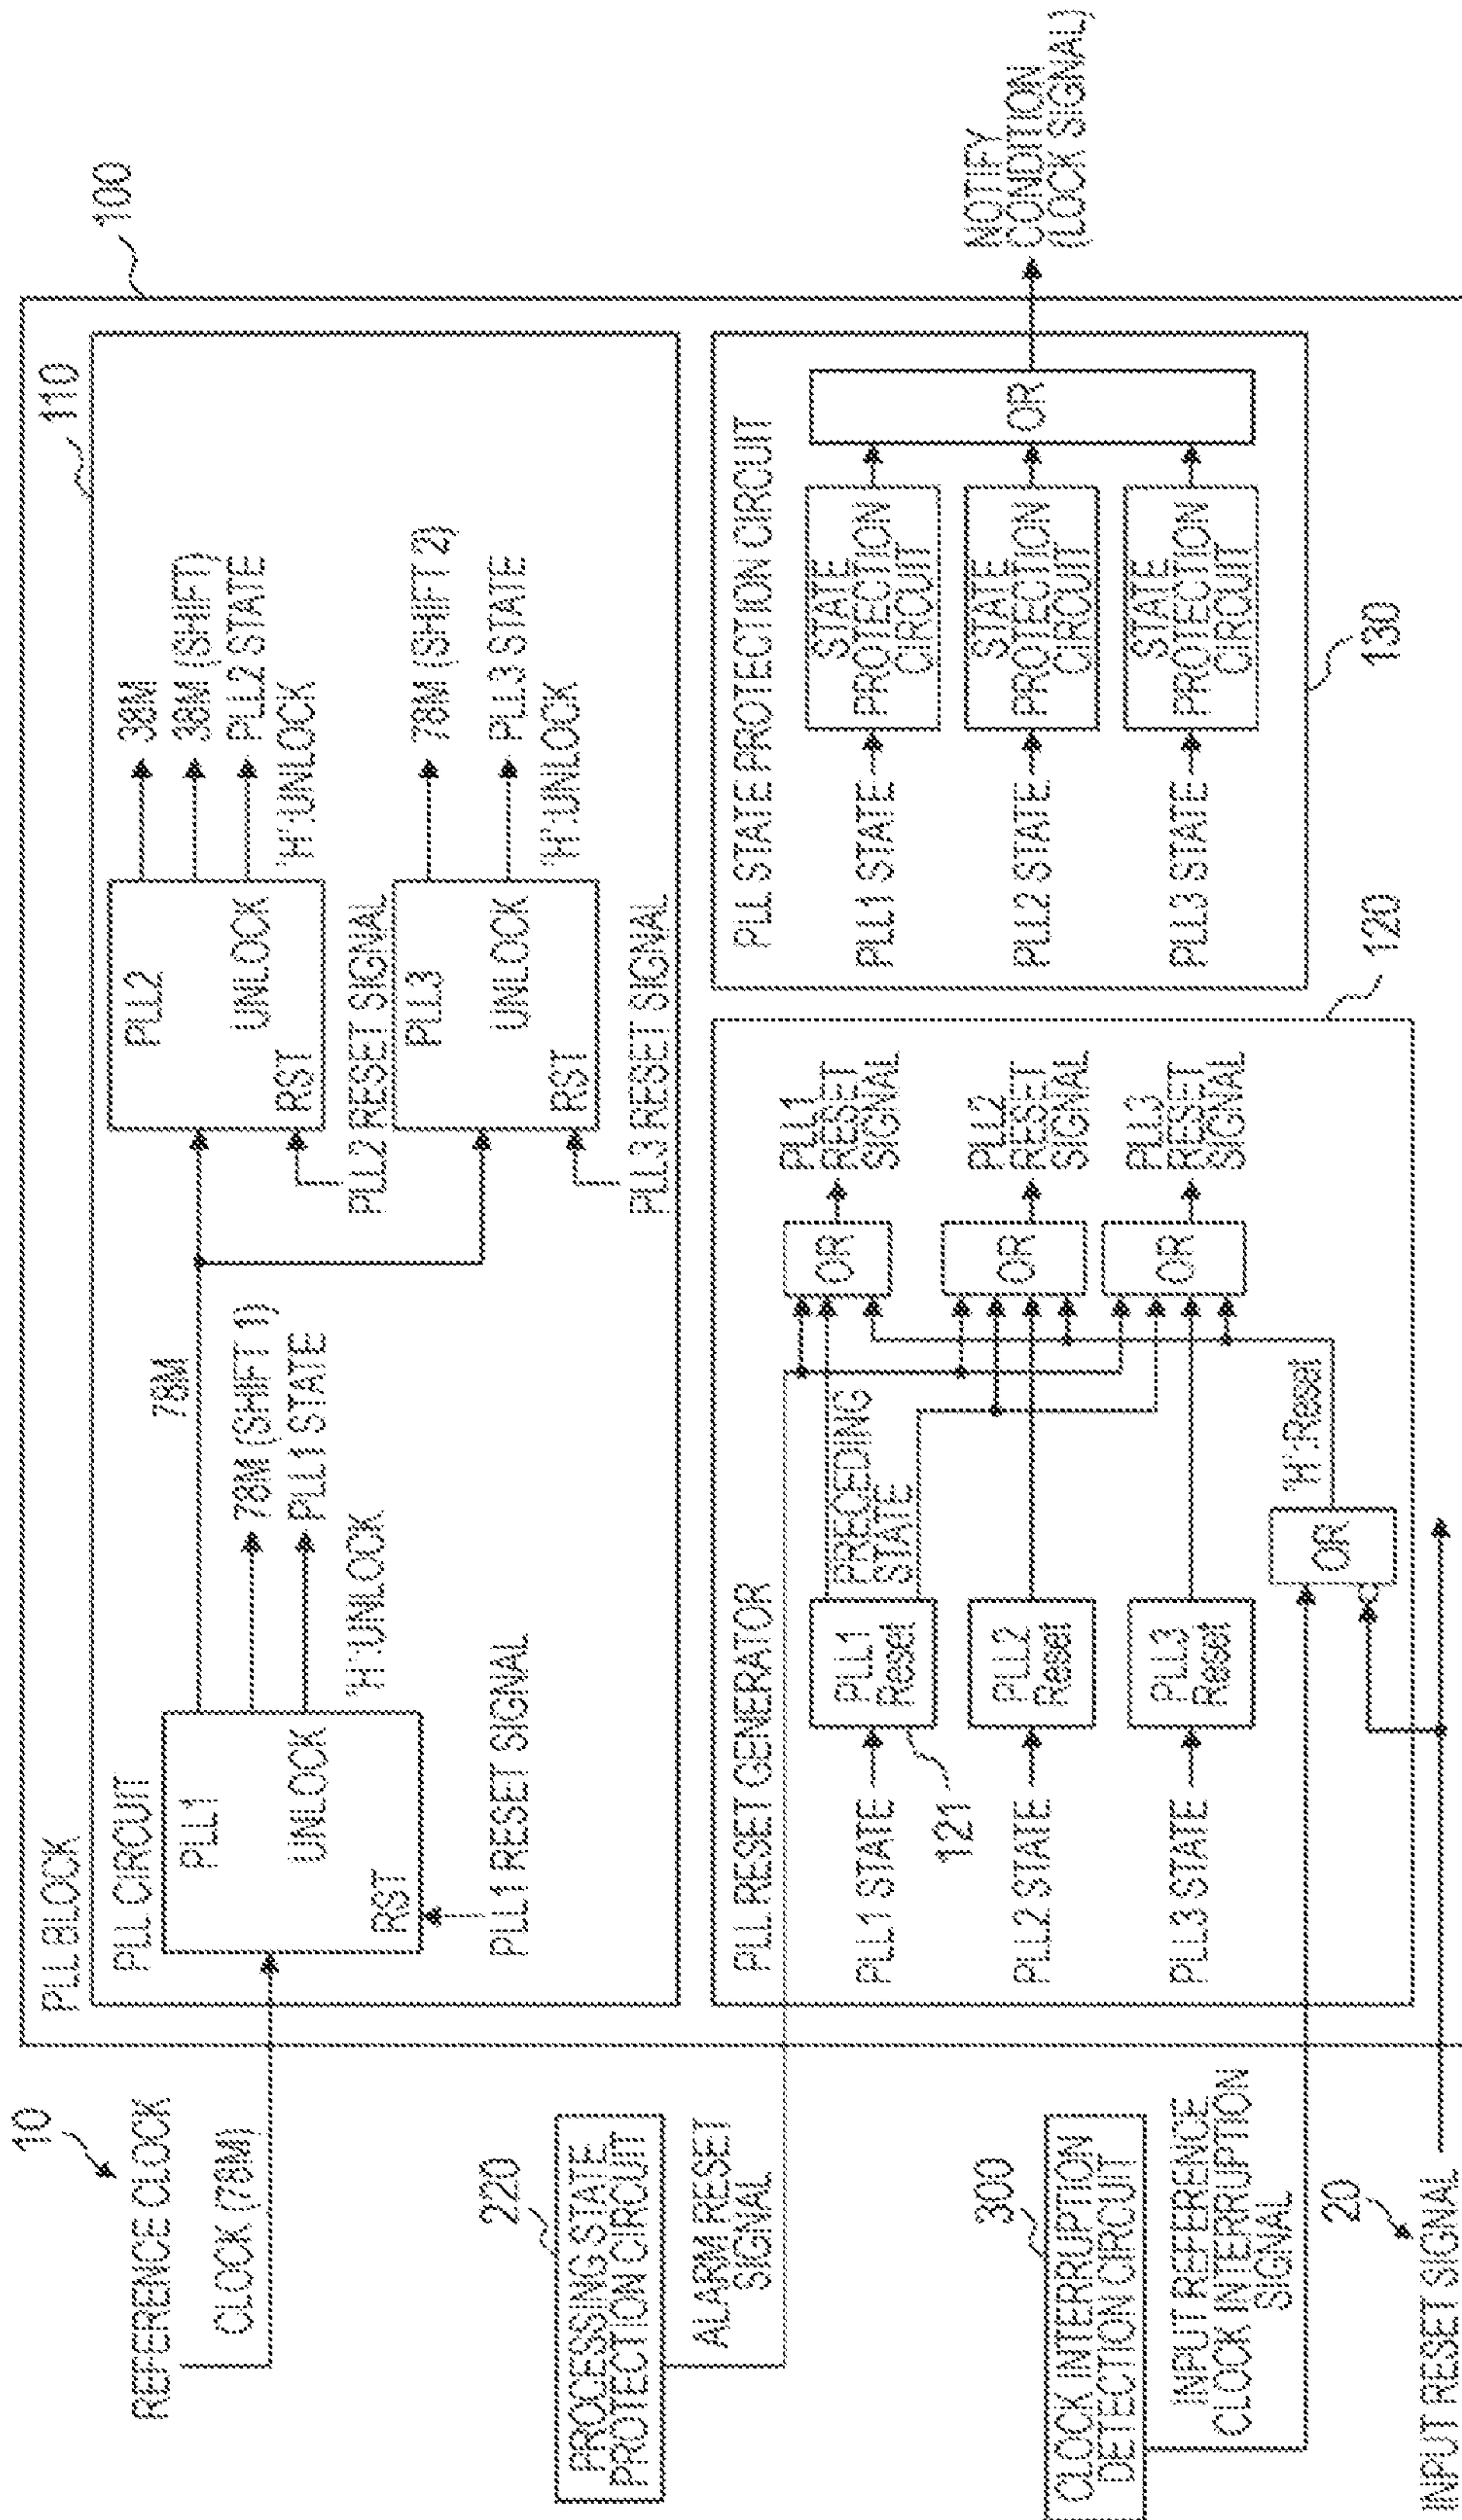 10
REFERENCE CLOCK
CLOCK (78M)
PLL BLOCK
100
PLL CIRCUIT
110
PLL1
UNLOCK
RST
PLL1 RESET SIGNAL
78M
78M (SHIFT 1)
PLL1 STATE
"H":UNLOCK
PLL2
UNLOCK
RST
PLL2 RESET SIGNAL
38M
38M (SHIFT)
PLL2 STATE
"H":UNLOCK
PLL3
UNLOCK
RST
PLL3 RESET SIGNAL
78M (SHIFT 2)
PLL3 STATE
"H":UNLOCK
220
PROCESSING STATE
PROTECTION CIRCUIT
ALARM RESET
SIGNAL
300
CLOCK INTERRUPTION
DETECTION CIRCUIT
INPUT REFERENCE
CLOCK INTERRUPTION
SIGNAL
20
INPUT RESET SIGNAL
PLL RESET GENERATOR
PLL1 STATE
PLL1
Reset
121
PRECEDING
STATE
OR
PLL1
RESET
SIGNAL
PLL2 STATE
PLL2
Reset
OR
PLL2
RESET
SIGNAL
PLL3 STATE
PLL3
Reset
OR
PLL3
RESET
SIGNAL
OR
"H":Reset
120
PLL STATE PROTECTION CIRCUIT
PLL1 STATE
STATE
PROTECTION
CIRCUIT
PLL2 STATE
STATE
PROTECTION
CIRCUIT
PLL3 STATE
STATE
PROTECTION
CIRCUIT
OR
130
NOTIFY
CONDITION
(LOCK SIGNAL)